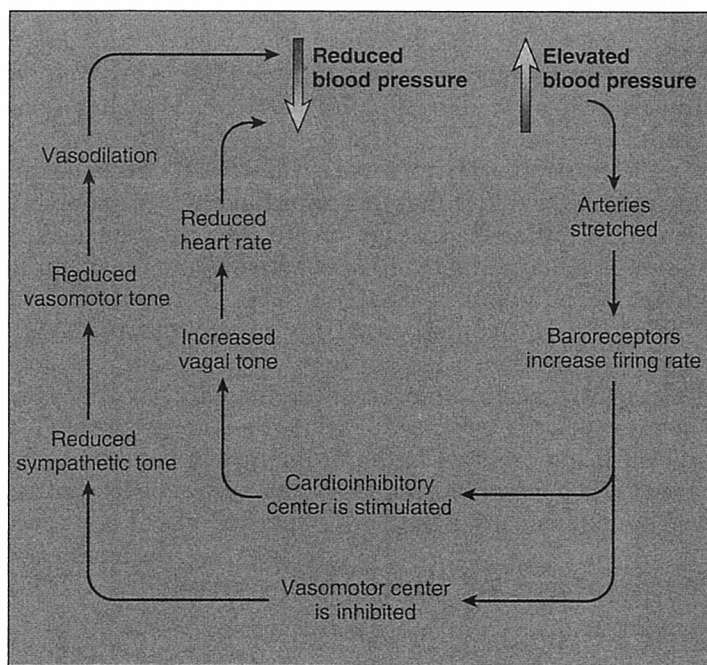 Reduced
blood pressure
Elevated
blood pressure
Vasodilation
Arteries
stretched
Reduced
heart rate
Reduced
vasomotor tone
Increased
vagal tone
Baroreceptors
increase firing rate
Reduced
sympathetic tone
Cardioinhibitory
center is stimulated
Vasomotor center
is inhibited